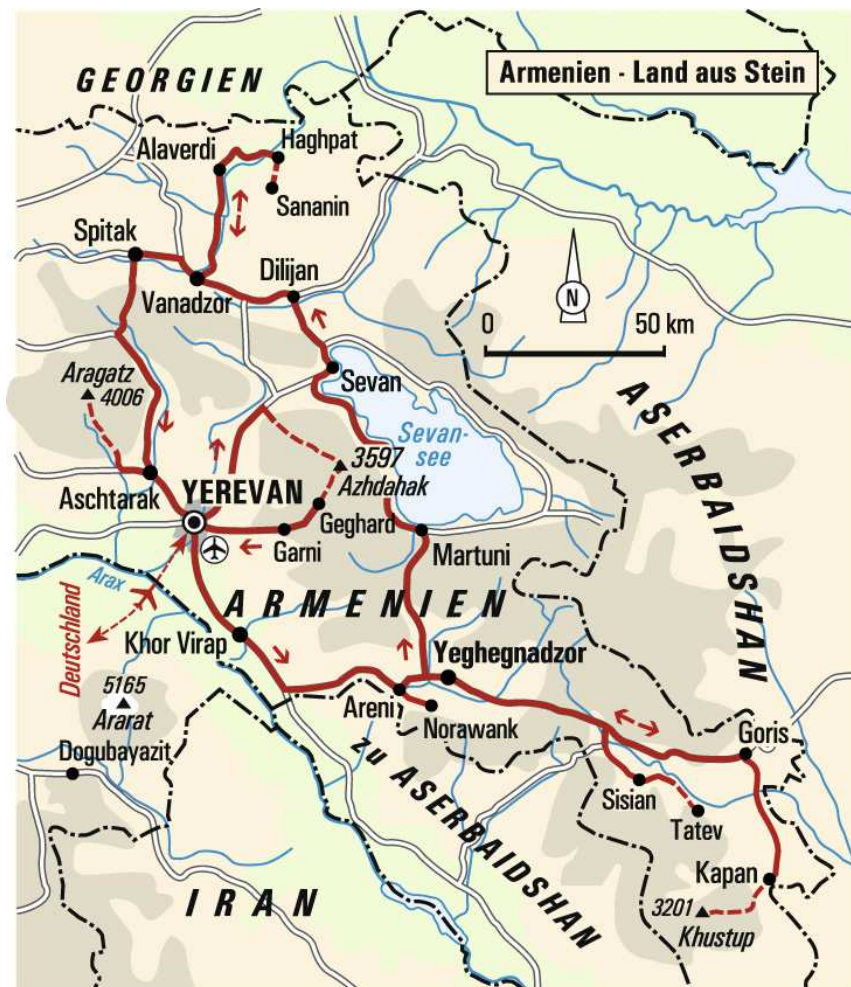 Armenien - Land aus Stein
GEORGIEN
Haghpat
Alaverdi
Sananin
Spitak
Dilijan
Vanadzor
N
0
50 km
Sevan
Aragatz
4006
Sevan-
see
ASERBAIDSHAN
3597
Azhdahak
Aschtarak
YEREVAN
Geghard
Garni
Martuni
Arax
ARMENIEN
Deutschland
Khor Virap
Yeghegnadzor
5165
Ararat
Areni
Norawank
Goris
Dogubayazit
zu ASERBAIDSHAN
Sisian
Tatev
Kapan
IRAN
3201
Khustup